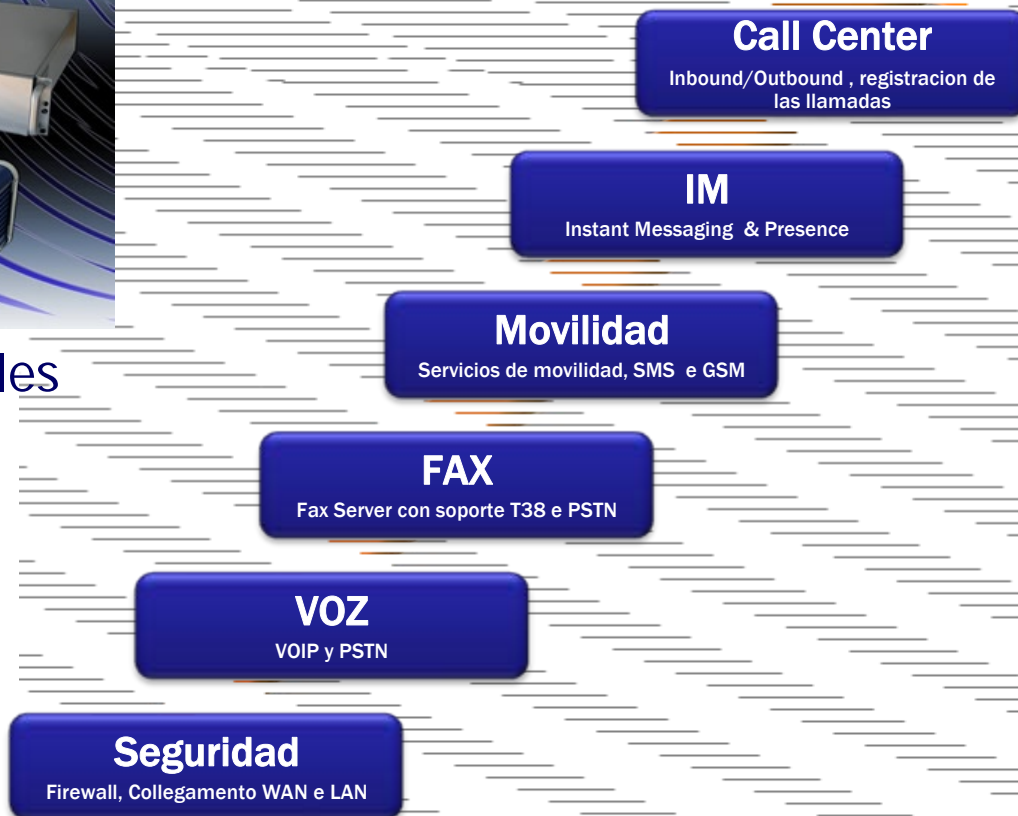 Call Center
Inbound/Outbound , registracion de
las llamadas
IM
Instant Messaging & Presence
Movilidad
Servicios de movilidad, SMS e GSM
FAX
Fax Server con soporte T38 e PSTN
VOZ
VOIP y PSTN
Seguridad
Firewall, Collegamento WAN e LAN